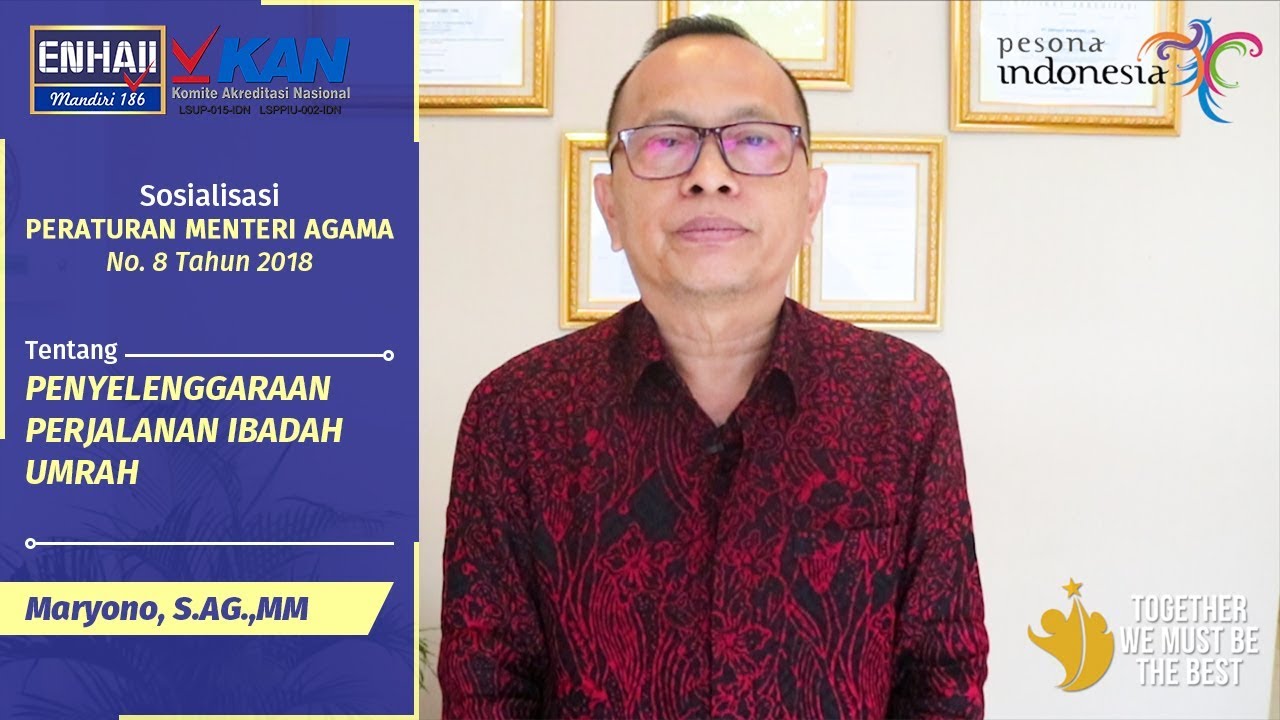 ENHAII
Mandiri 186
KAN
Komite Akreditasi Nasional
LSUP-015-IDN LSPPIU-002-IDN
Sosialisasi
PERATURAN MENTERI AGAMA
No. 8 Tahun 2018
Tentang
PENYELENGGARAAN
PERJALANAN IBADAH
UMRAH
Maryono, S.AG.,MM
pesona
indonesia
TOGETHER
WE MUST BE
THE BEST